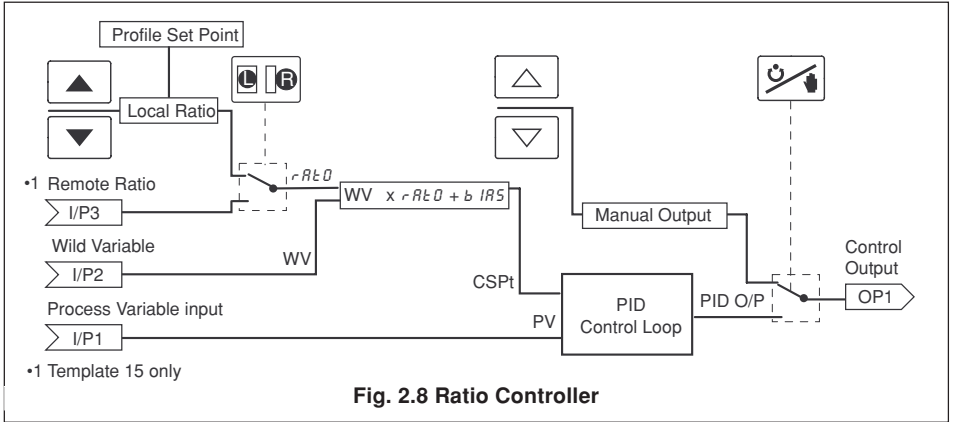 Profile Set Point
L R
Local Ratio
•1 Remote Ratio
I/P3
rAtO
WV x rAtO + bIAS
Manual Output
Wild Variable
I/P2
WV
CSPt
Control
Output
OP1
Process Variable input
I/P1
PV
PID
Control Loop
PID O/P
•1 Template 15 only
Fig. 2.8 Ratio Controller